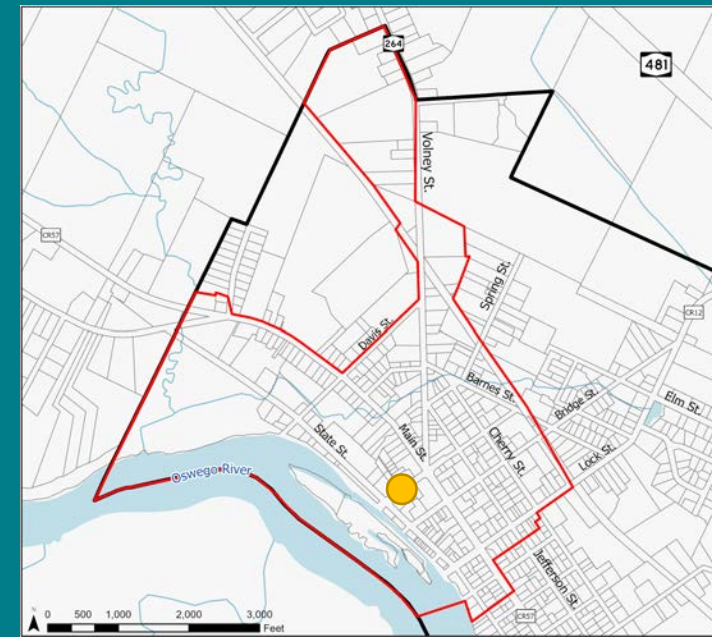 264
481
Volney St.
CR57
Spring St.
CR12
Davis St.
Barnes St.
Bridge St.
Elm St.
State St.
Main St.
Cherry St.
Lock St.
Oswego River
Jefferson St.
CR57
N
0 500 1,000 2,000 3,000
Feet